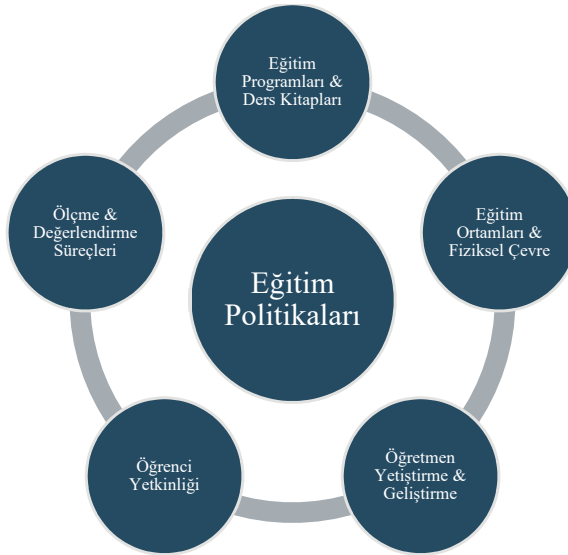 Eğitim
Programları &
Ders Kitapları
Ölçme &
Değerlendirme
Süreçleri
Eğitim
Ortamları &
Fiziksel Çevre
Eğitim
Politikaları
Öğrenci
Yetkinliği
Öğretmen
Yetiştirme &
Geliştirme